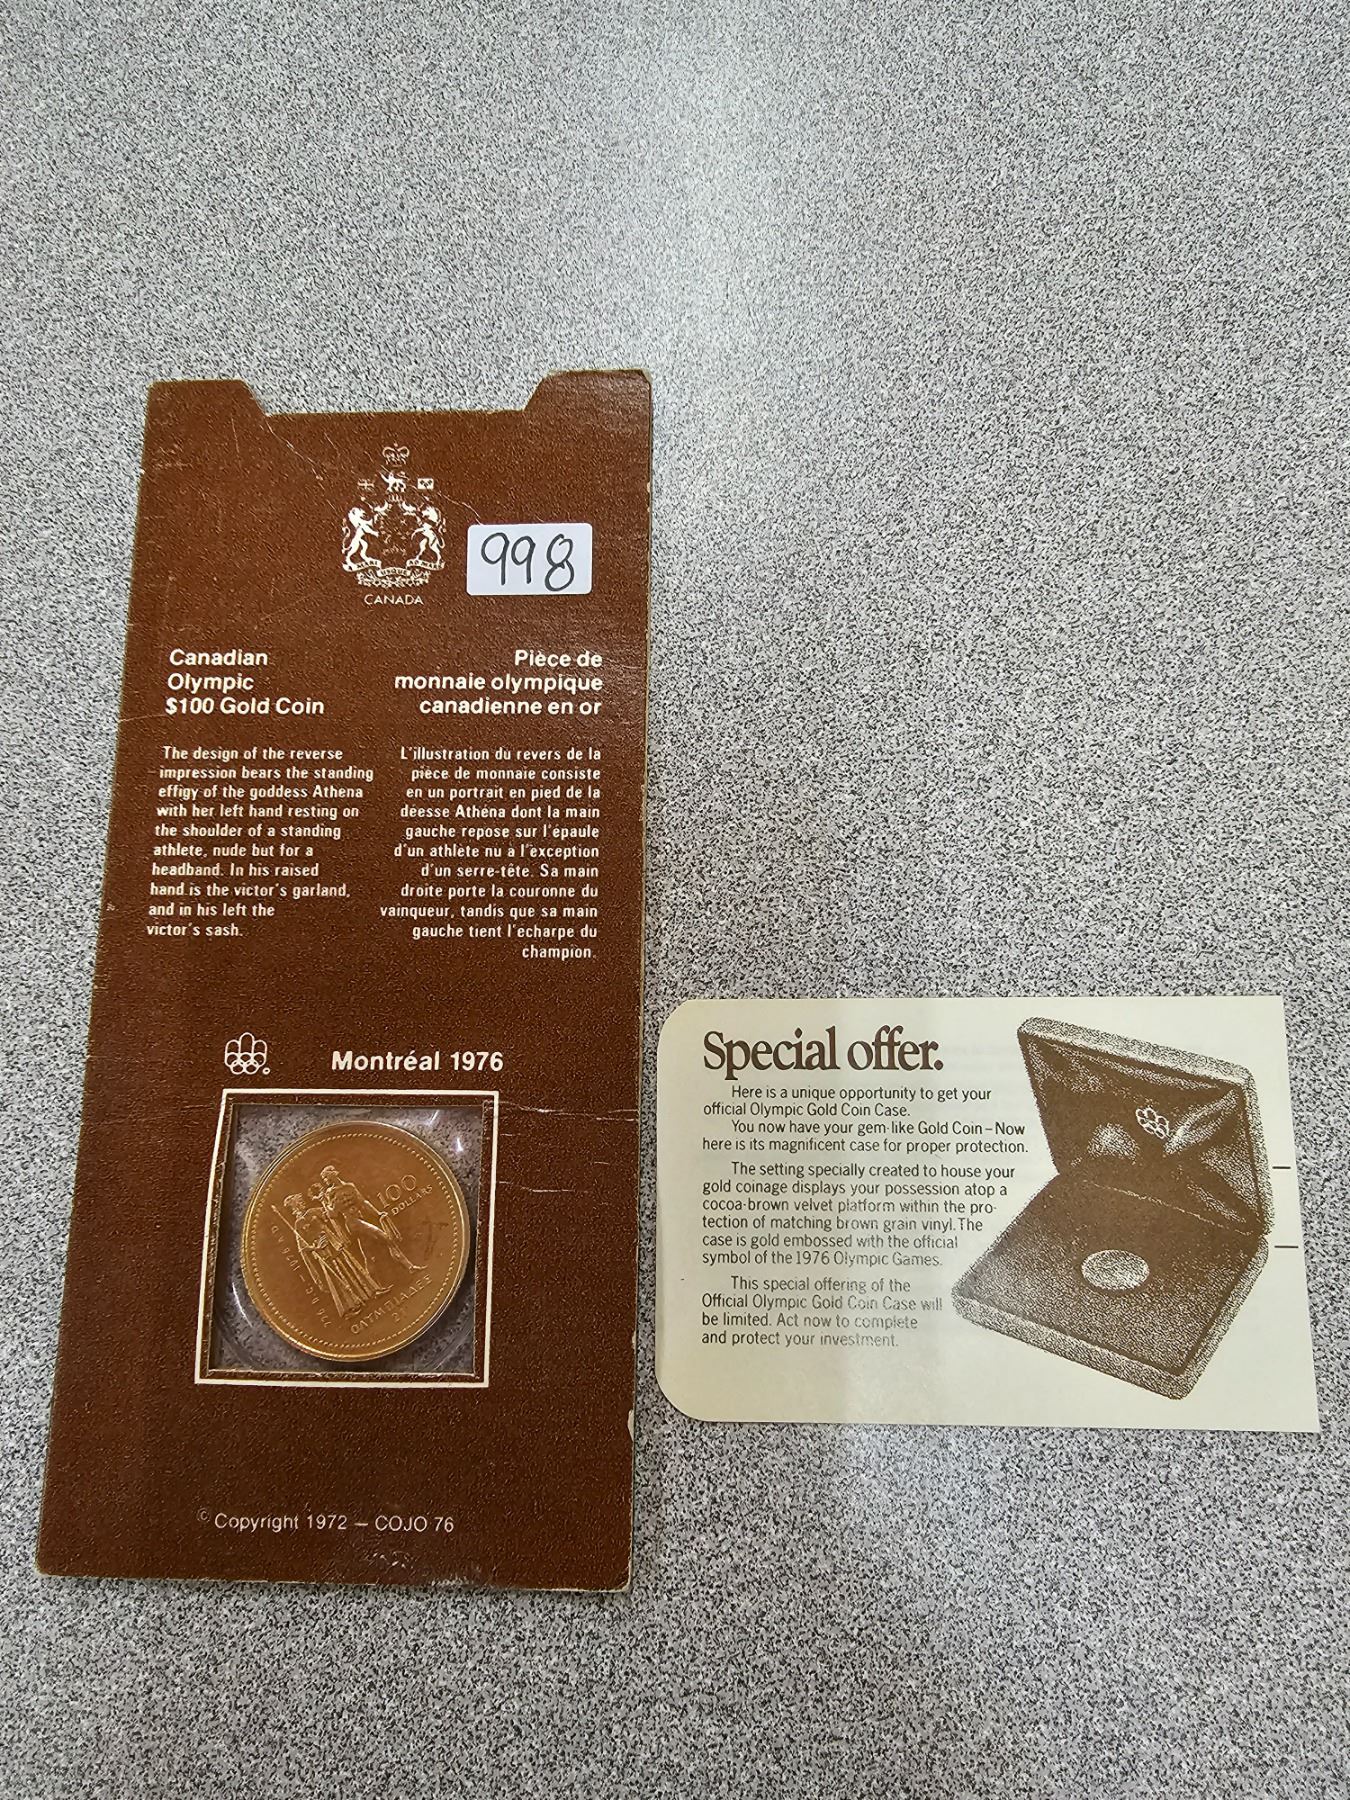 998
CANADA
Canadian
Olympic
$100 Gold Coin
The design of the reverse
impression bears the standing
effigy of the goddess Athena
with her left hand resting on
the shoulder of a standing
athlete, nude but for a
headband. In his raised
hand is the victor's garland,
and in his left the
victor's sash.
Pièce de
monnaie olympique
canadienne en or
L'illustration du revers de la
pièce de monnaie consiste
en un portrait en pied de la
déesse Athéna dont la main
gauche repose sur l'épaule
d'un athlète nu à l'exception
d'un serre-tête. Sa main
droite porte la couronne du
vainqueur, tandis que sa main
gauche tient l'écharpe du
champion.
Montréal 1976
100
DOLLARS
© Copyright 1972 – COJO 76
Special offer.
Here is a unique opportunity to get your
official Olympic Gold Coin Case.
You now have your gem-like Gold Coin – Now
here is its magnificent case for proper protection.
The setting specially created to house your
gold coinage displays your possession atop a
cocoa-brown velvet platform within the pro-
tection of matching brown grain vinyl. The
case is gold embossed with the official
symbol of the 1976 Olympic Games.
This special offering of the
Official Olympic Gold Coin Case will
be limited. Act now to complete
and protect your investment.